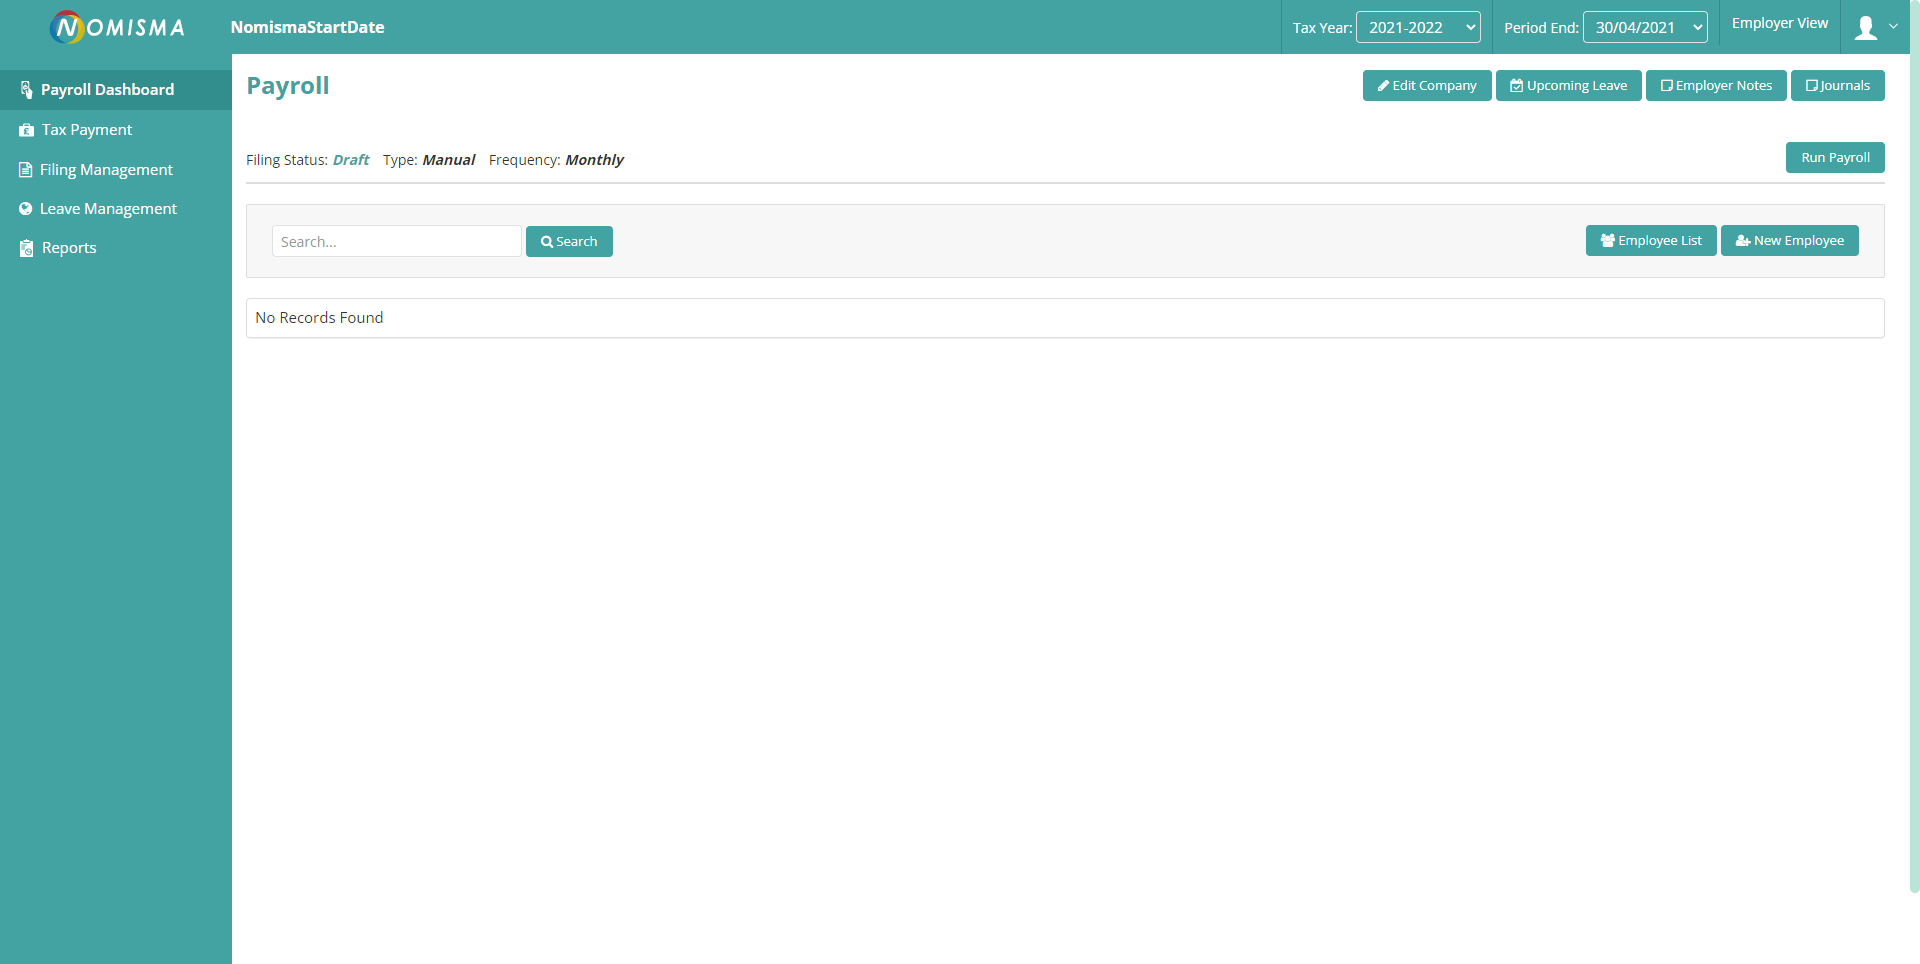 NOMISMA
NomismaStartDate
Tax Year: 2021-2022
Period End: 30/04/2021
Employer View
Payroll Dashboard
Tax Payment
Filing Management
Leave Management
Reports
Payroll
Edit Company
Upcoming Leave
Employer Notes
Journals
Filing Status: Draft Type: Manual Frequency: Monthly
Run Payroll
Search...
Search
Employee List
New Employee
No Records Found